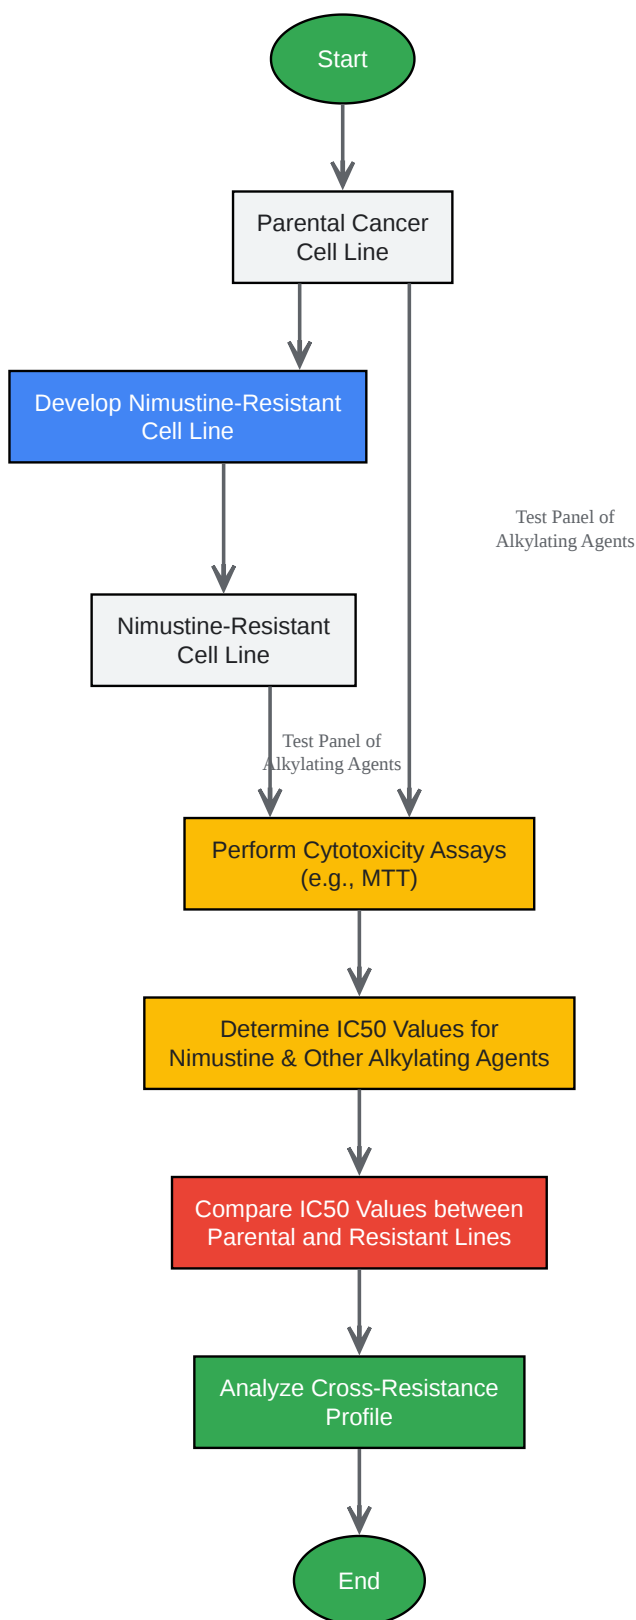 Start
Parental Cancer
Cell Line
Develop Nimustine-Resistant
Cell Line
Test Panel of
Alkylating Agents
Nimustine-Resistant
Cell Line
Test Panel of
Alkylating Agents
Perform Cytotoxicity Assays
(e.g., MTT)
Determine IC50 Values for
Nimustine & Other Alkylating Agents
Compare IC50 Values between
Parental and Resistant Lines
Analyze Cross-Resistance
Profile
End